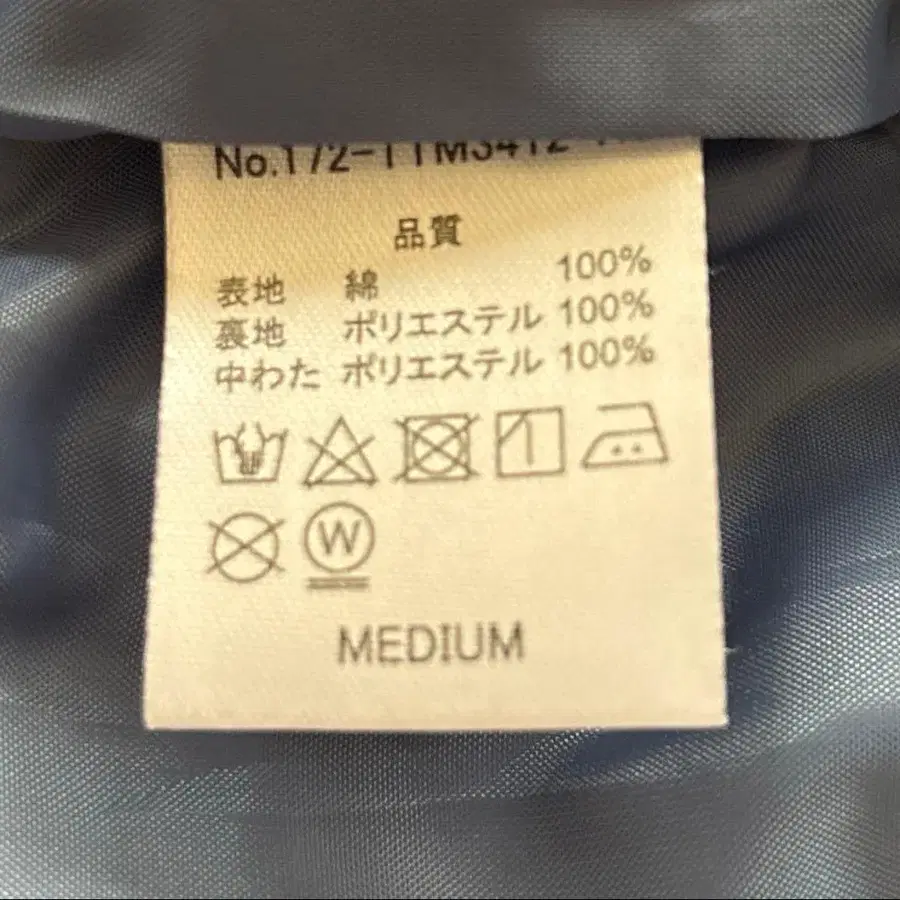 品質
表地 綿 100%
裏地 ポリエステル 100%
中わた ポリエステル 100%
W
MEDIUM